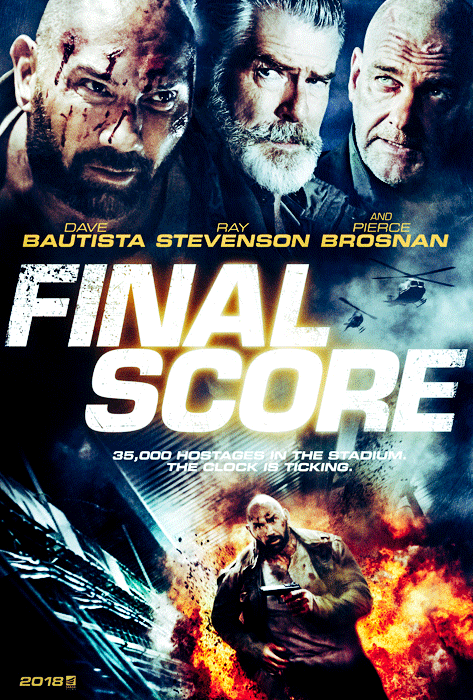 DAVE
BAUTISTA
RAY
STEVENSON
AND
PIERCE
BROSNAN
FINAL
SCORE
35,000 HOSTAGES IN THE STADIUM.
THE CLOCK IS TICKING.
2018